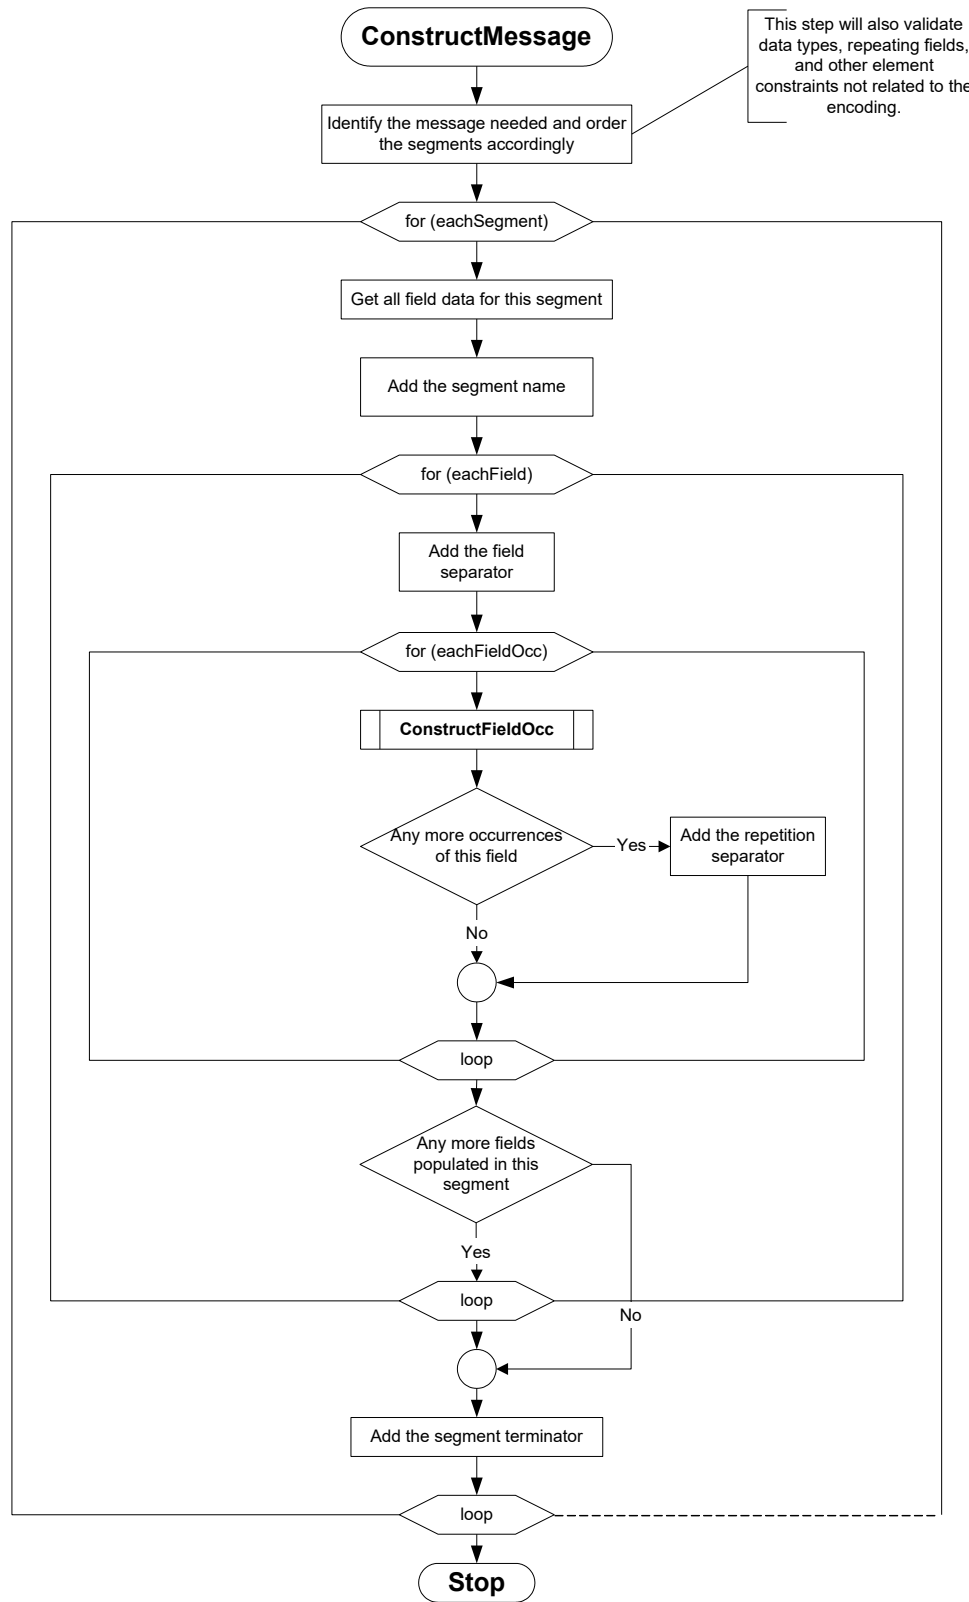 ConstructMessage
This step will also validate
data types, repeating fields,
and other element
constraints not related to the
encoding.
Identify the message needed and order
the segments accordingly
for (eachSegment)
Get all field data for this segment
Add the segment name
for (eachField)
Add the field
separator
for (eachFieldOcc)
ConstructFieldOcc
Any more occurrences
of this field
Yes
Add the repetition
separator
No
loop
Any more fields
populated in this
segment
Yes
loop
No
Add the segment terminator
loop
Stop